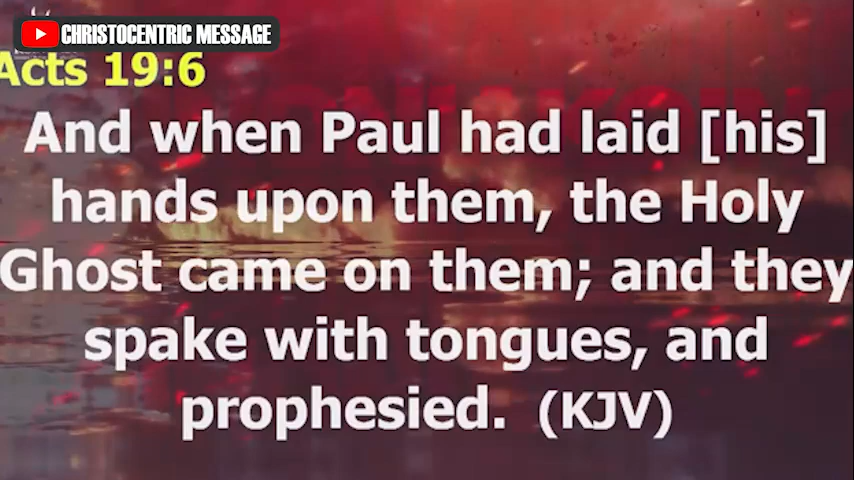 CHRISTOCENTRIC MESSAGE
Acts 19:6
And when Paul had laid [his]
hands upon them, the Holy
Ghost came on them; and they
spake with tongues, and
prophesied. (KJV)